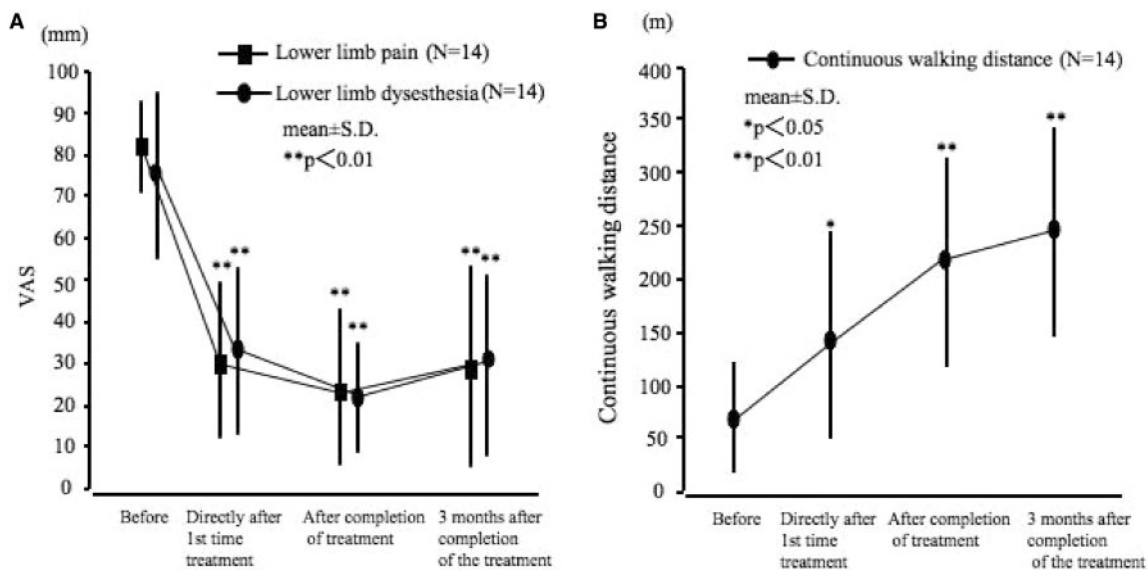 A
(mm)
Lower limb pain (N=14)
Lower limb dysesthesia(N=14)
mean±S.D.
**p<0.01
100
90
80
70
60
50
40
30
20
10
0
VAS
**
**
**
**
**
**
Before
Directly after
1st time
treatment
After completion
of treatment
3 months after
completion
of the treatment
B
(m)
Continuous walking distance (N=14)
mean±S.D.
*p<0.05
**p<0.01
400
350
300
250
200
150
100
50
0
Continuous walking distance
*
**
**
Before
Directly after
1st time
treatment
After completion
of treatment
3 months after
completion
of the treatment